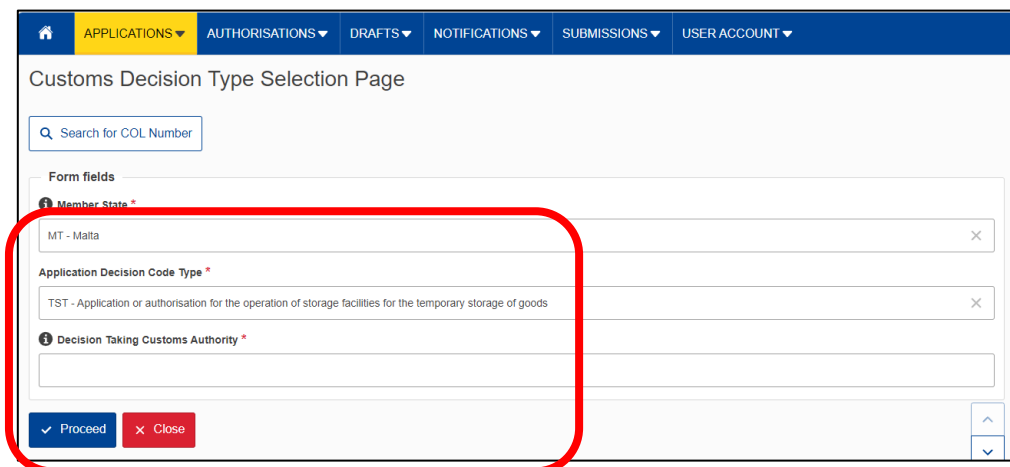 APPLICATIONS AUTHORISATIONS DRAFTS NOTIFICATIONS SUBMISSIONS USER ACCOUNT
Customs Decision Type Selection Page
Search for COL Number
Form fields
Member State *
MT - Malta
Application Decision Code Type *
TST - Application or authorisation for the operation of storage facilities for the temporary storage of goods
Decision Taking Customs Authority *
Proceed Close